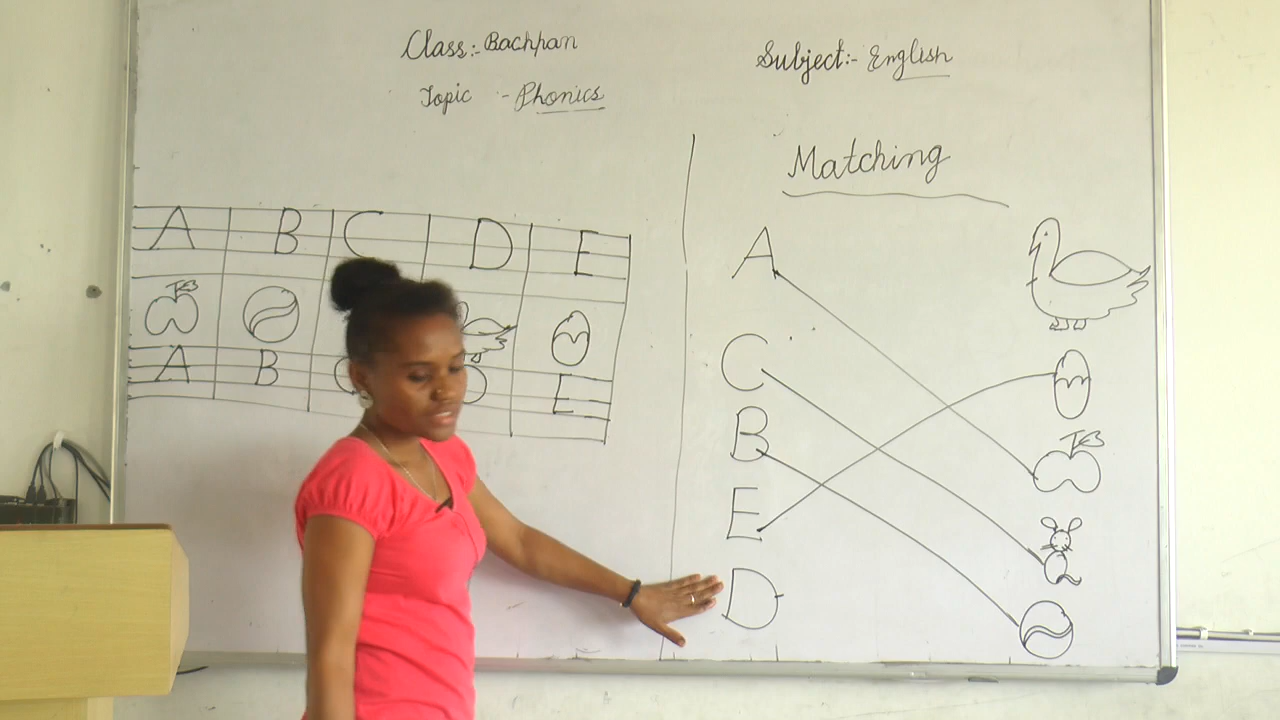 Class:- Bachpan
Subject:- English
Topic - Phonics
A B C D E
A B C D E
Matching
A
C
B
E
D